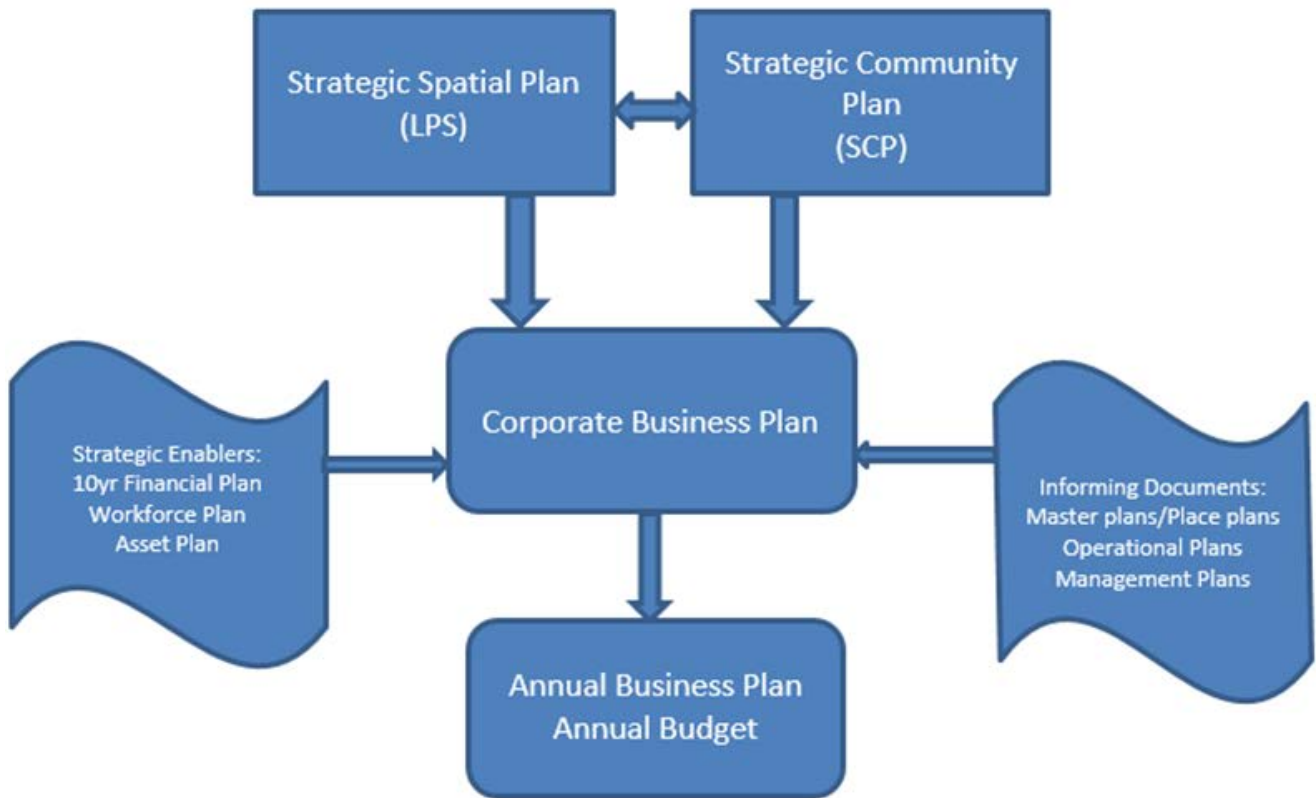 Strategic Spatial Plan
(LPS)
Strategic Community
Plan
(SCP)
Corporate Business Plan
Strategic Enablers:
10yr Financial Plan
Workforce Plan
Asset Plan
Informing Documents:
Master plans/Place plans
Operational Plans
Management Plans
Annual Business Plan
Annual Budget